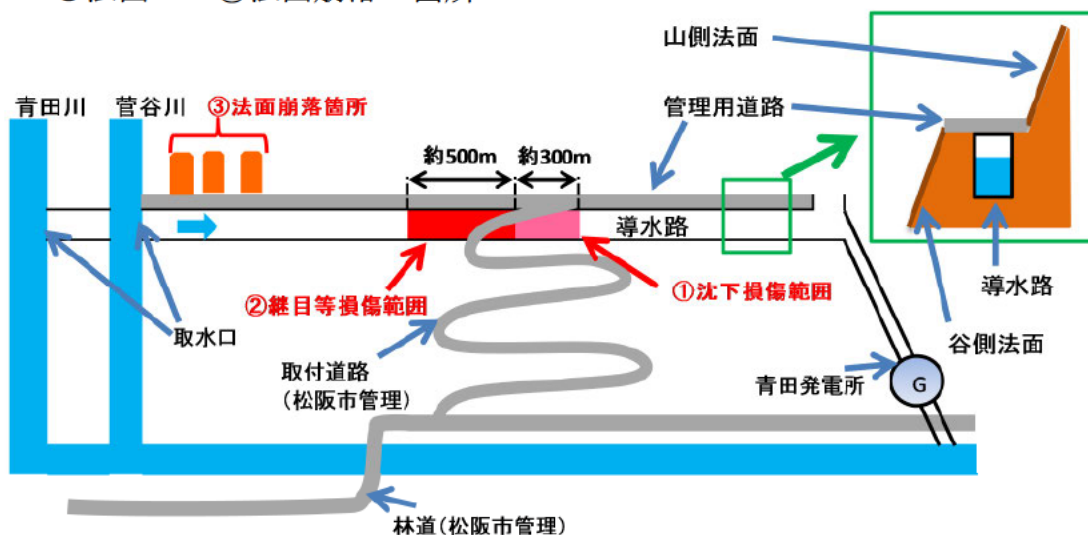 山側法面
青田川
菅谷川
③法面崩落箇所
管理用道路
約500m
約300m
導水路
②継目等損傷範囲
①沈下損傷範囲
導水路
取水口
谷側法面
取付道路
(松阪市管理)
青田発電所
G
林道(松阪市管理)